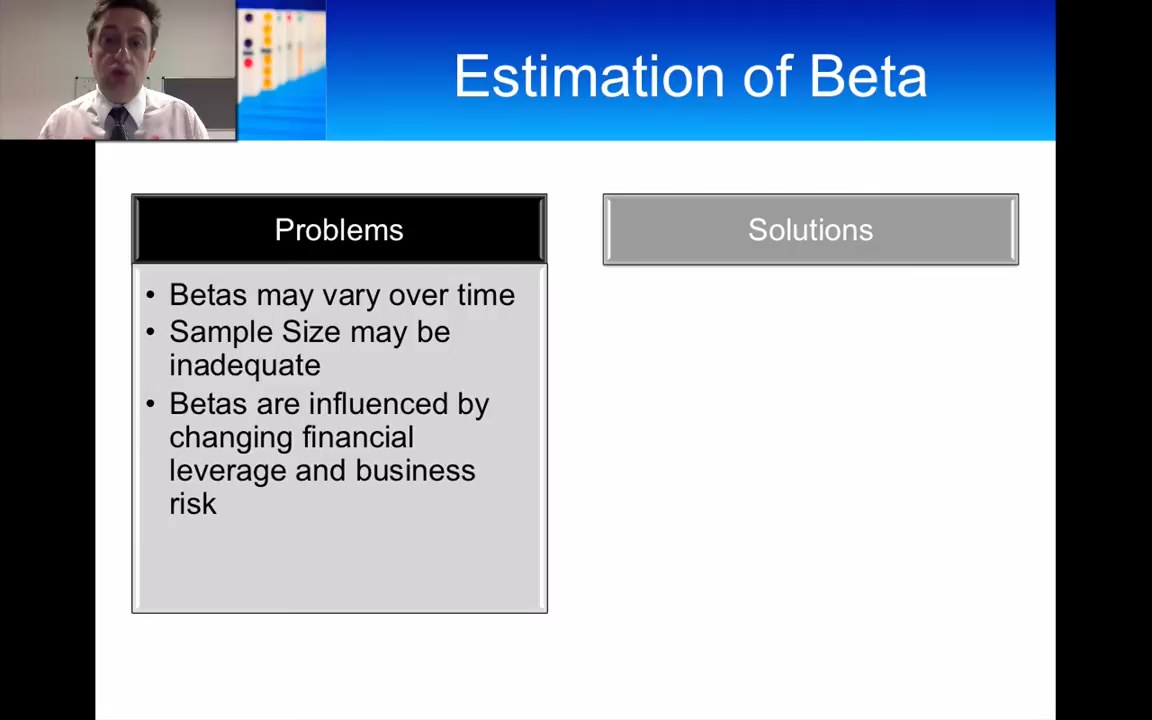 Estimation of Beta
Problems
• Betas may vary over time
• Sample Size may be
inadequate
• Betas are influenced by
changing financial
leverage and business
risk
Solutions